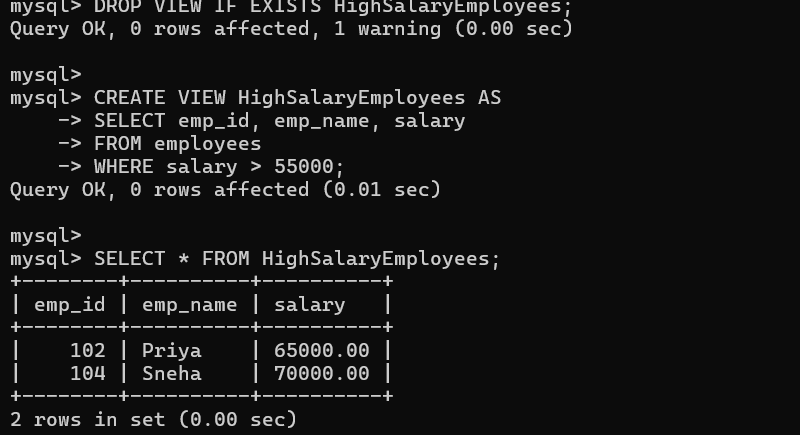 mysql> DROP VIEW IF EXISTS HighSalaryEmployees;
Query OK, 0 rows affected, 1 warning (0.00 sec)
mysql>
mysql> CREATE VIEW HighSalaryEmployees AS
    -> SELECT emp_id, emp_name, salary
    -> FROM employees
    -> WHERE salary > 55000;
Query OK, 0 rows affected (0.01 sec)
mysql>
mysql> SELECT * FROM HighSalaryEmployees;
+--------+----------+----------+
| emp_id | emp_name | salary   |
+--------+----------+----------+
|    102 | Priya    | 65000.00 |
|    104 | Sneha    | 70000.00 |
+--------+----------+----------+
2 rows in set (0.00 sec)